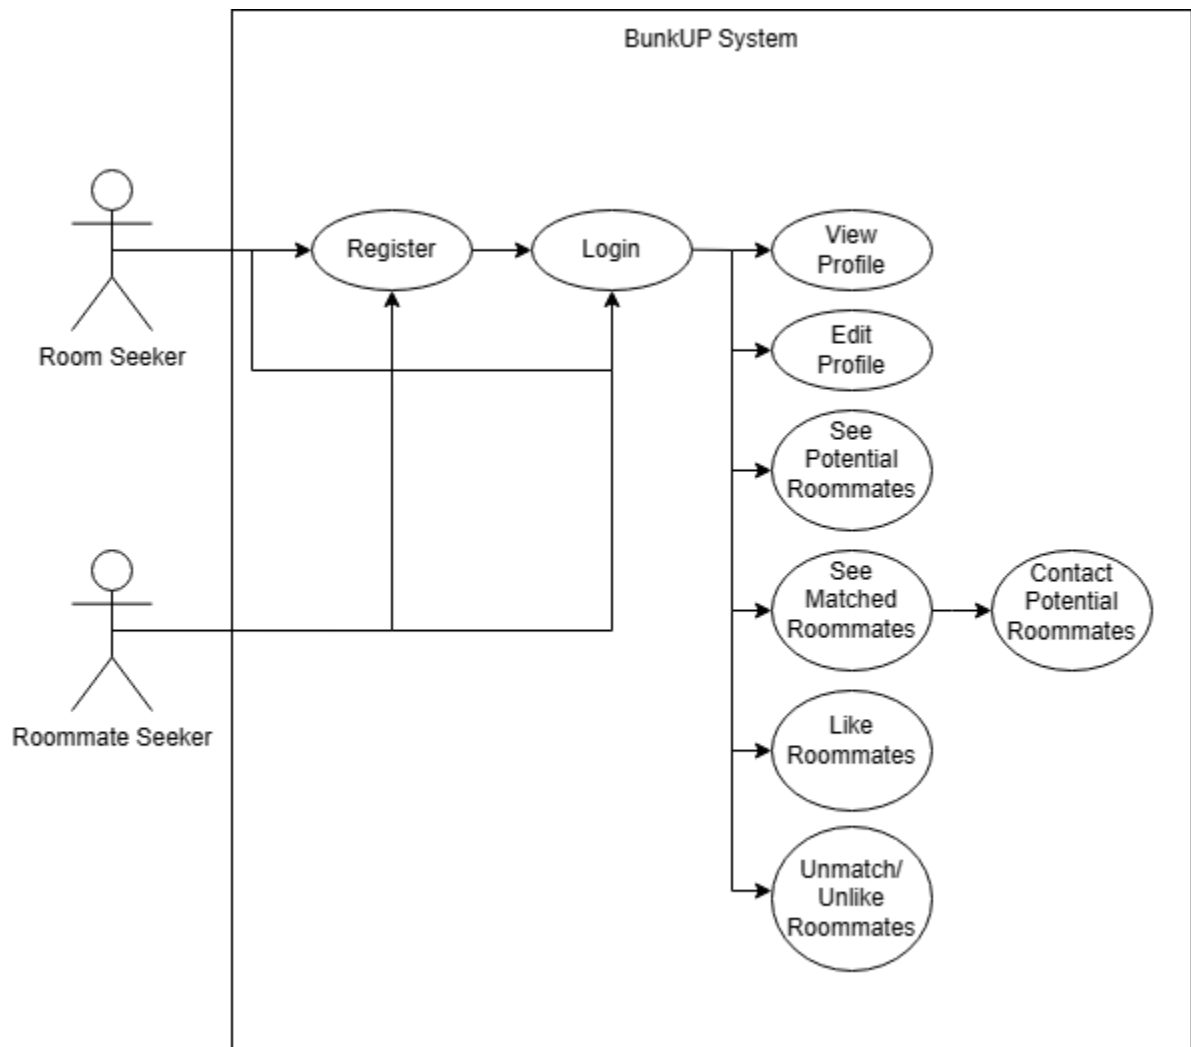 BunkUP System
Register
Login
View
Profile
Room Seeker
Edit
Profile
See
Potential
Roommates
See
Matched
Roommates
Contact
Potential
Roommates
Roommate Seeker
Like
Roommates
Unmatch/
Unlike
Roommates